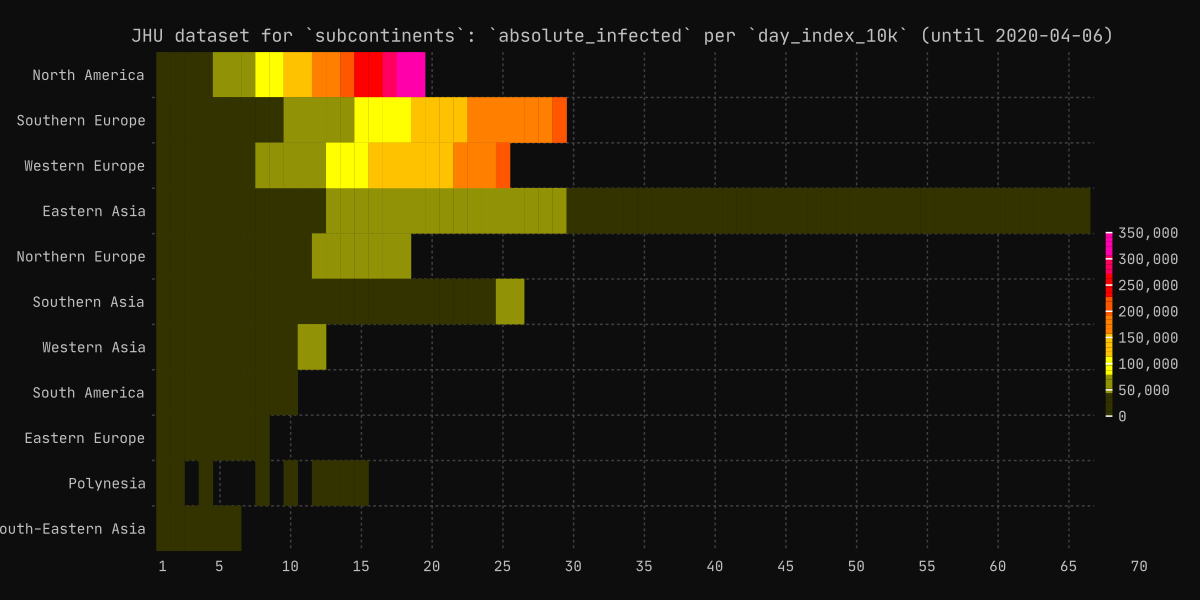 JHU dataset for `subcontinents`: `absolute_infected` per `day_index_10k` (until 2020-04-06)
North America
Southern Europe
Western Europe
Eastern Asia
Northern Europe
Southern Asia
Western Asia
South America
Eastern Europe
Polynesia
outh-Eastern Asia
1 5 10 15 20 25 30 35 40 45 50 55 60 65 70
350,000
300,000
250,000
200,000
150,000
100,000
50,000
0